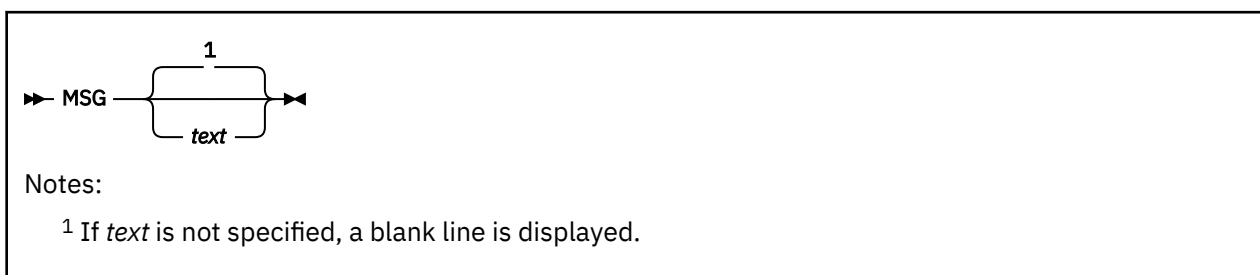 1
MSG
text
Notes:
1 If text is not specified, a blank line is displayed.